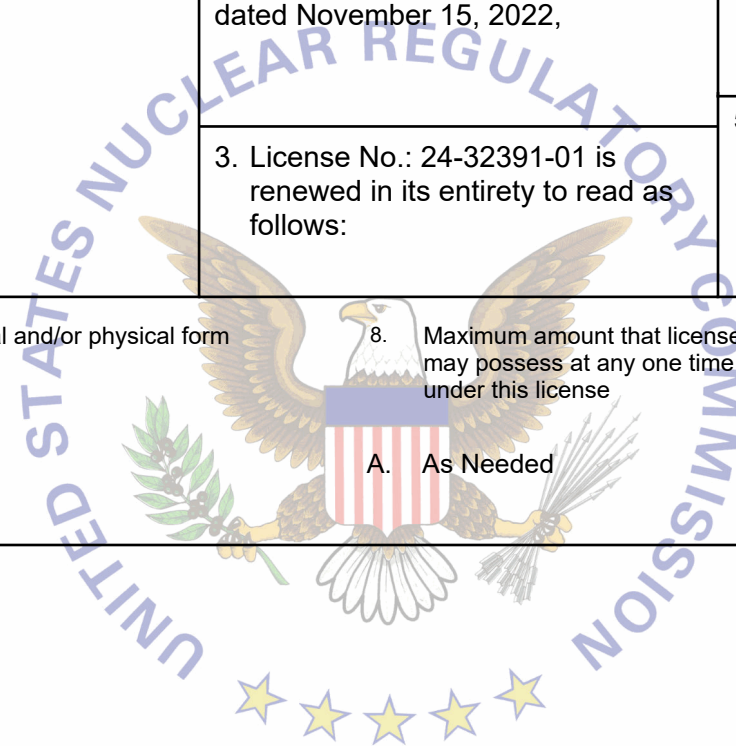 dated November 15, 2022,
3. License No.: 24-32391-01 is
renewed in its entirety to read as
follows:
and/or physical form
8. Maximum amount that
may possess at any one time
under this license
A. As Needed
UNITED STATES NUCLEAR REGULATORY COMMISSION